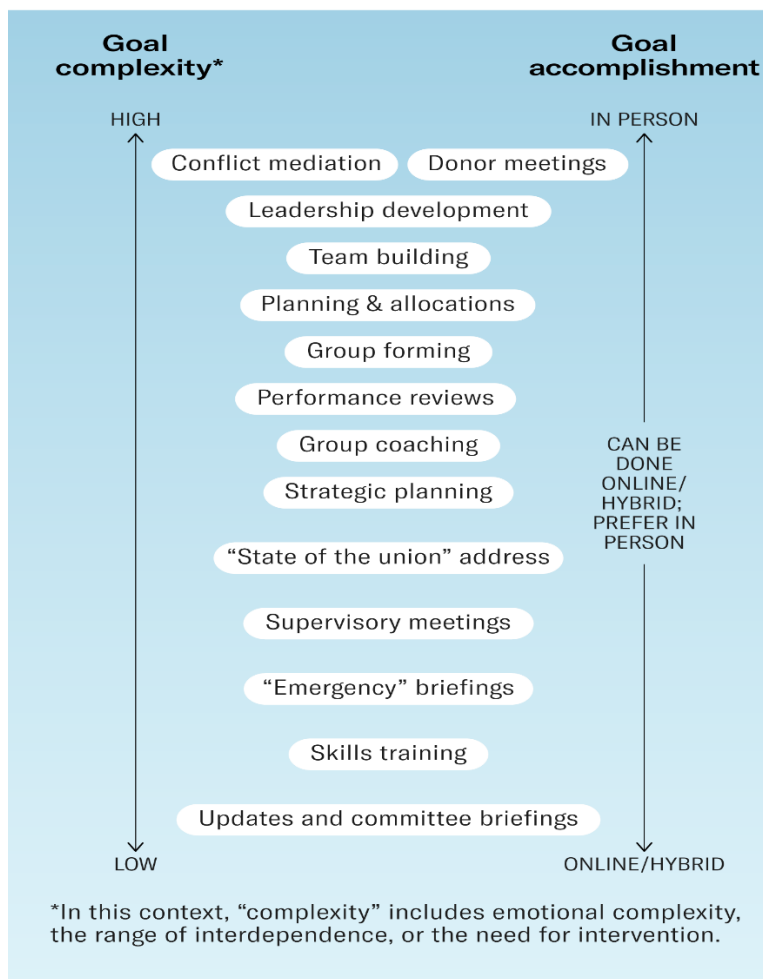 Goal
complexity*
Goal
accomplishment
HIGH
IN PERSON
Conflict mediation
Donor meetings
Leadership development
Team building
Planning & allocations
Group forming
Performance reviews
Group coaching
Strategic planning
CAN BE
DONE
ONLINE/
HYBRID;
PREFER IN
PERSON
“State of the union” address
Supervisory meetings
“Emergency” briefings
Skills training
Updates and committee briefings
LOW
ONLINE/HYBRID
*In this context, “complexity” includes emotional complexity,
the range of interdependence, or the need for intervention.